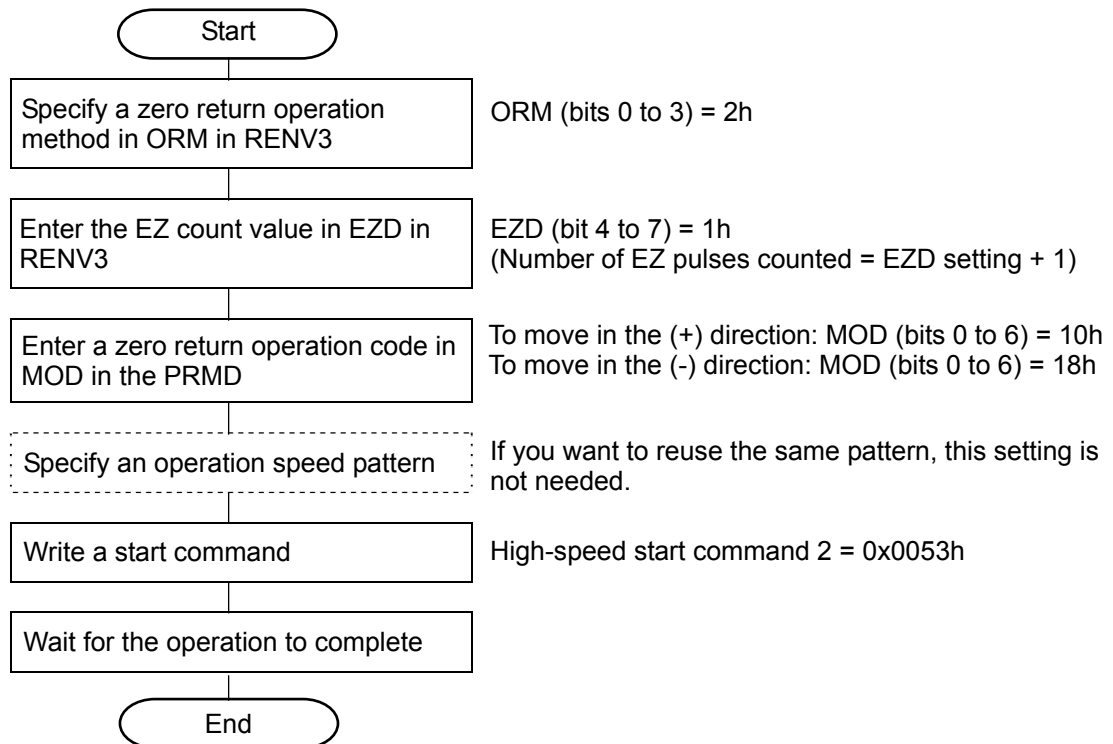 Start
Specify a zero return operation
method in ORM in RENV3
ORM (bits 0 to 3) = 2h
Enter the EZ count value in EZD in
RENV3
EZD (bit 4 to 7) = 1h
(Number of EZ pulses counted = EZD setting + 1)
Enter a zero return operation code in
MOD in the PRMD
To move in the (+) direction: MOD (bits 0 to 6) = 10h
To move in the (-) direction: MOD (bits 0 to 6) = 18h
Specify an operation speed pattern
If you want to reuse the same pattern, this setting is
not needed.
Write a start command
High-speed start command 2 = 0x0053h
Wait for the operation to complete
End